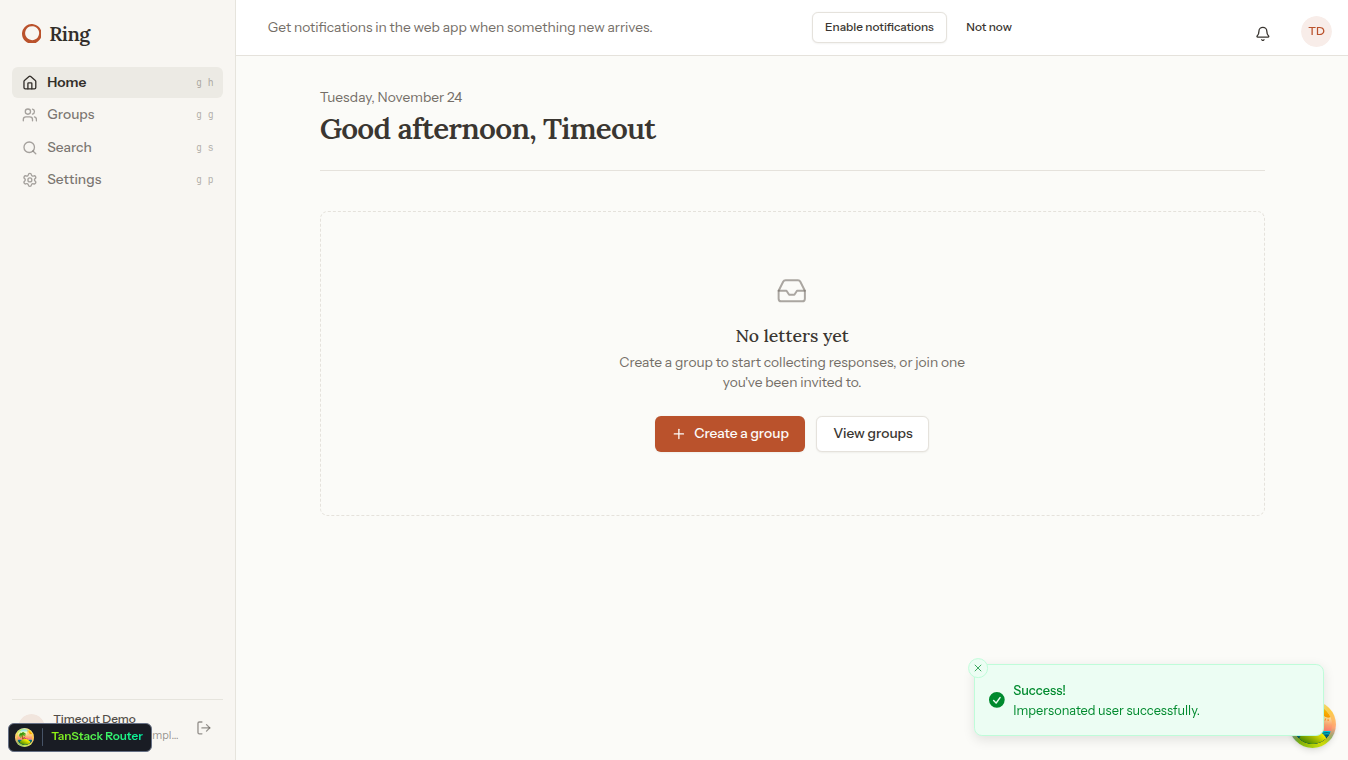 Ring
Home g h
Groups g g
Search g s
Settings g p
Get notifications in the web app when something new arrives.
Enable notifications
Not now
TD
Tuesday, November 24
Good afternoon, Timeout
No letters yet
Create a group to start collecting responses, or join one
you've been invited to.
Create a group
View groups
Success!
Impersonated user successfully.
Timeout Demo
mpl...
TanStack Router